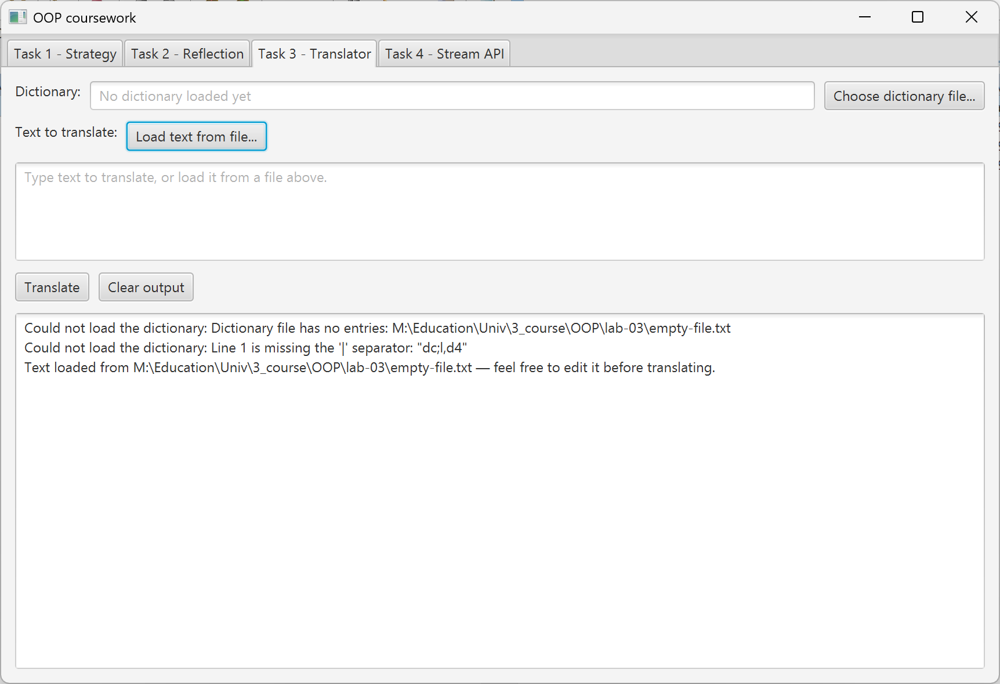 OOP coursework
Task 1 - Strategy Task 2 - Reflection Task 3 - Translator Task 4 - Stream API
Dictionary: No dictionary loaded yet Choose dictionary file...
Text to translate: Load text from file...
Type text to translate, or load it from a file above.
Translate Clear output
Could not load the dictionary: Dictionary file has no entries: M:\Education\Univ\3_course\OOP\lab-03\empty-file.txt
Could not load the dictionary: Line 1 is missing the '|' separator: "dc;l,d4"
Text loaded from M:\Education\Univ\3_course\OOP\lab-03\empty-file.txt — feel free to edit it before translating.